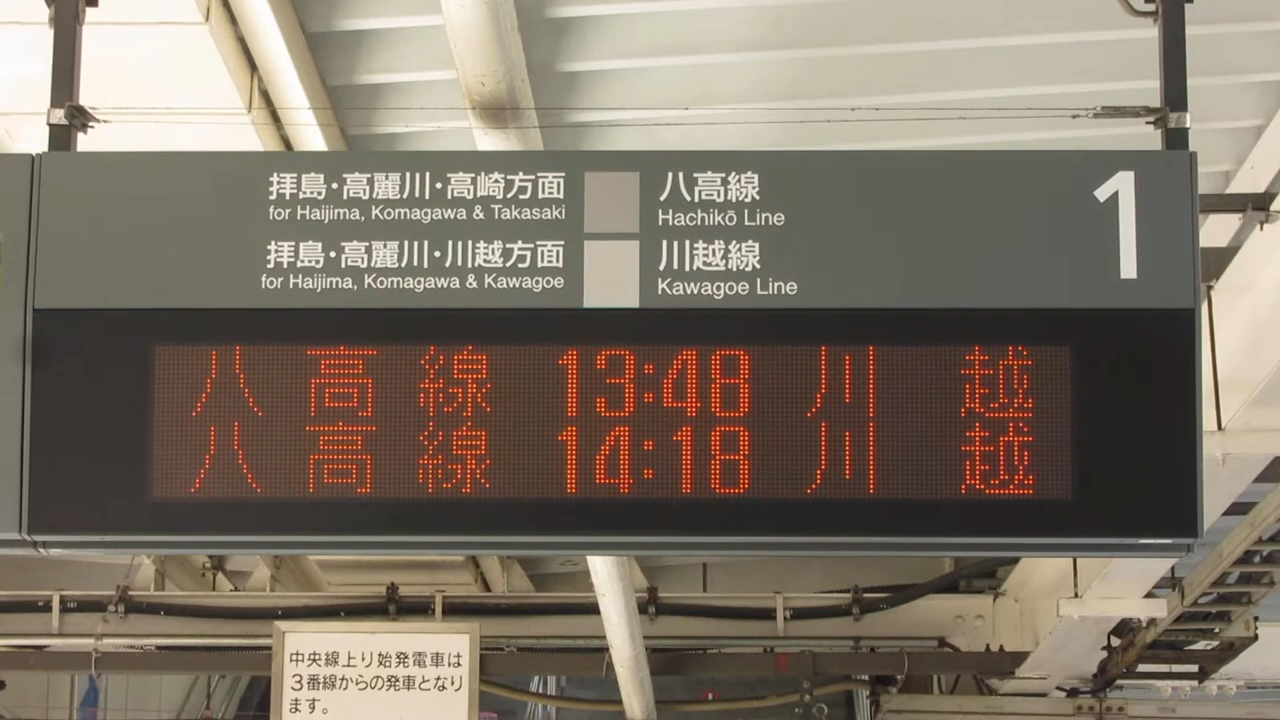 拝島・高麗川・高崎方面
for Haijima, Komagawa & Takasaki
八高線
Hachikō Line
拝島・高麗川・川越方面
for Haijima, Komagawa & Kawagoe
川越線
Kawagoe Line
1
八高線 13:48 川越
八高線 14:18 川越
中央線上り始発電車は
3番線からの発車となり
ます。